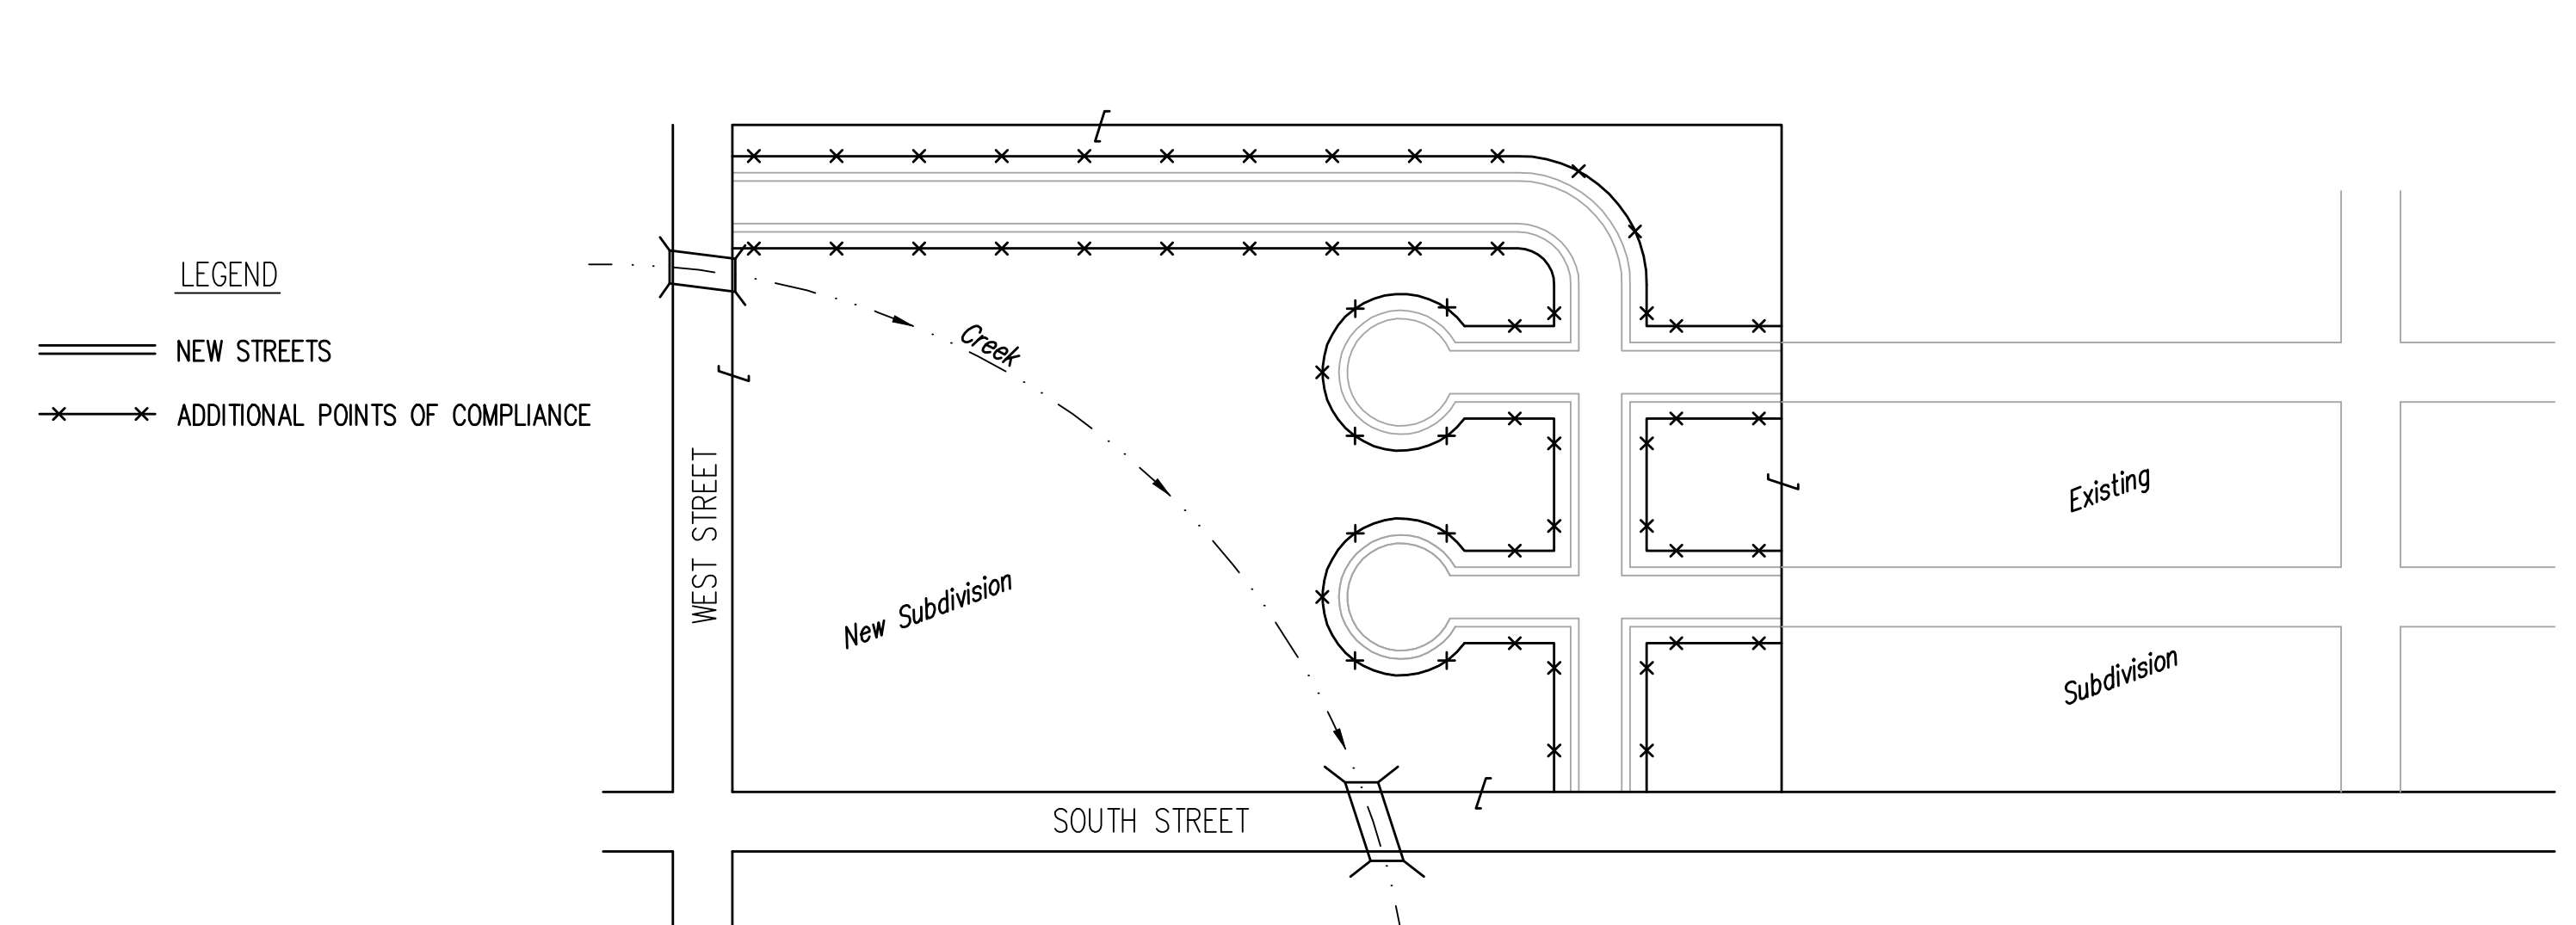 LEGEND
NEW STREETS
ADDITIONAL POINTS OF COMPLIANCE
WEST STREET
Creek
New Subdivision
SOUTH STREET
Existing
Subdivision